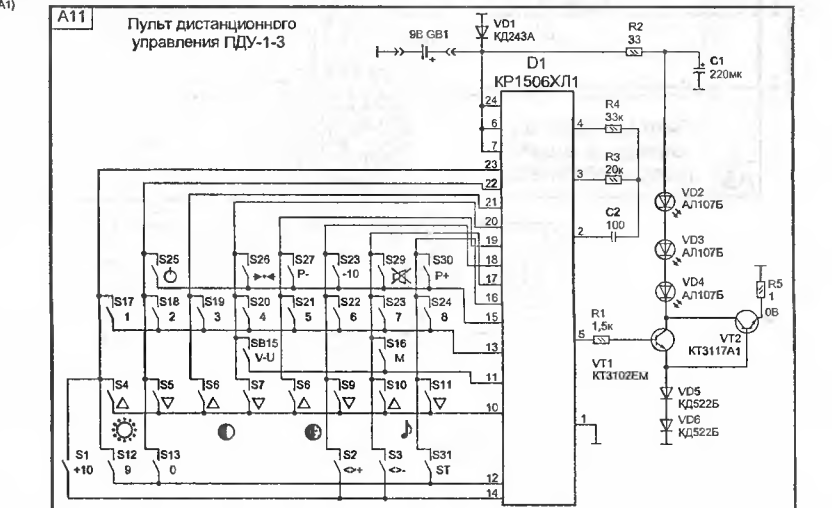 A1)
A11
Пульт дистанционного
управления ПДУ-1-3
9В GB1
+
VD1
КД243А
R2
33
+ C1
220мк
D1
КР1506ХЛ1
24
6
7
23
22
21
20
19
18
17
16
15
13
11
10
12
14
4
3
2
5
1
R4
33к
R3
20к
C2
100
VD2
АЛ107Б
VD3
АЛ107Б
VD4
АЛ107Б
R5
1
0В
R1
1,5к
VT1
КТ3102ЕМ
VT2
КТ3117А1
VD5
КД522Б
VD6
КД522Б
S25
S26
S27
P-
S23
-10
S29
S30
P+
S17
1
S18
2
S19
3
S20
4
S21
5
S22
6
S23
7
S24
8
SB15
V-U
S16
M
S4
S5
S6
S7
S6
S9
S10
S11
S1
+10
S12
9
S13
0
S2
<>+
S3
<>-
S31
ST